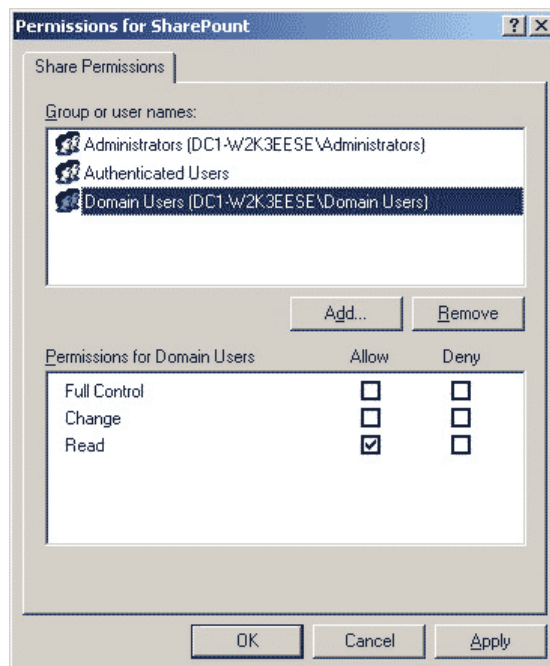 Permissions for SharePount
Share Permissions
Group or user names:
Administrators (DC1-W2K3EESE\Administrators)
Authenticated Users
Domain Users (DC1-W2K3EESE\Domain Users)
Add... Remove
Permissions for Domain Users Allow Deny
Full Control
Change
Read
OK Cancel Apply